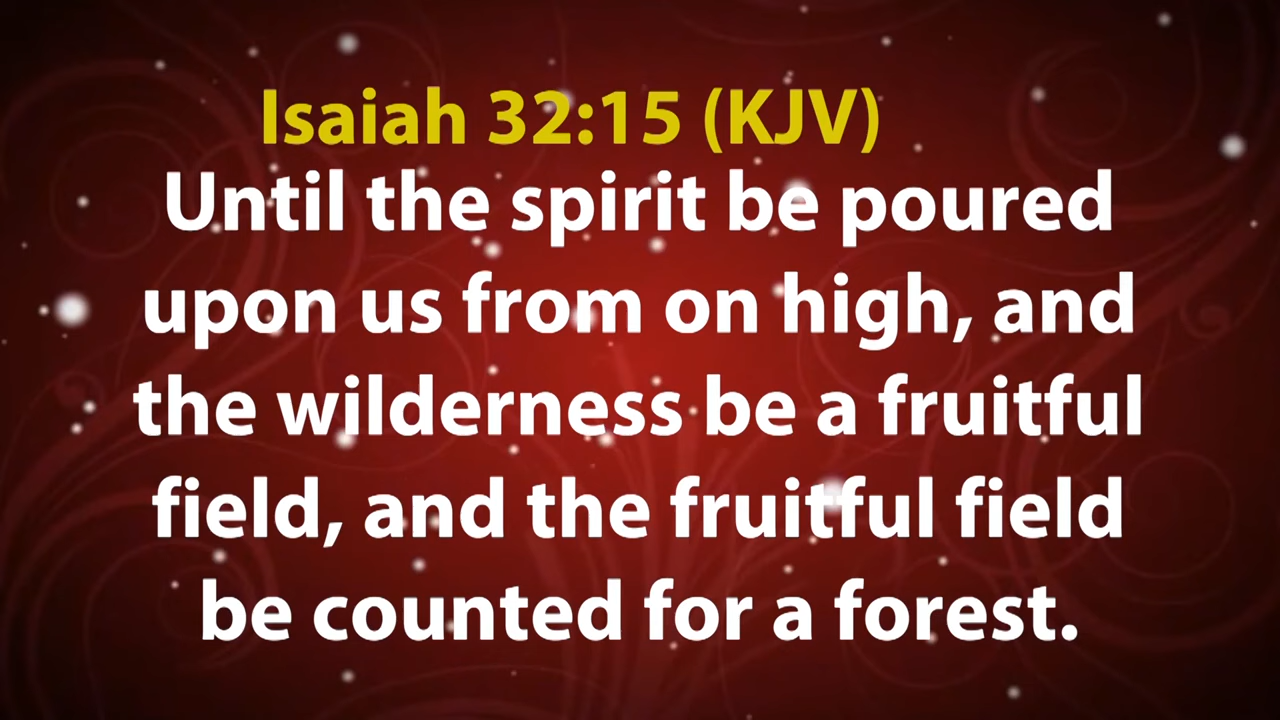 Isaiah 32:15 (KJV)
Until the spirit be poured
upon us from on high, and
the wilderness be a fruitful
field, and the fruitful field
be counted for a forest.